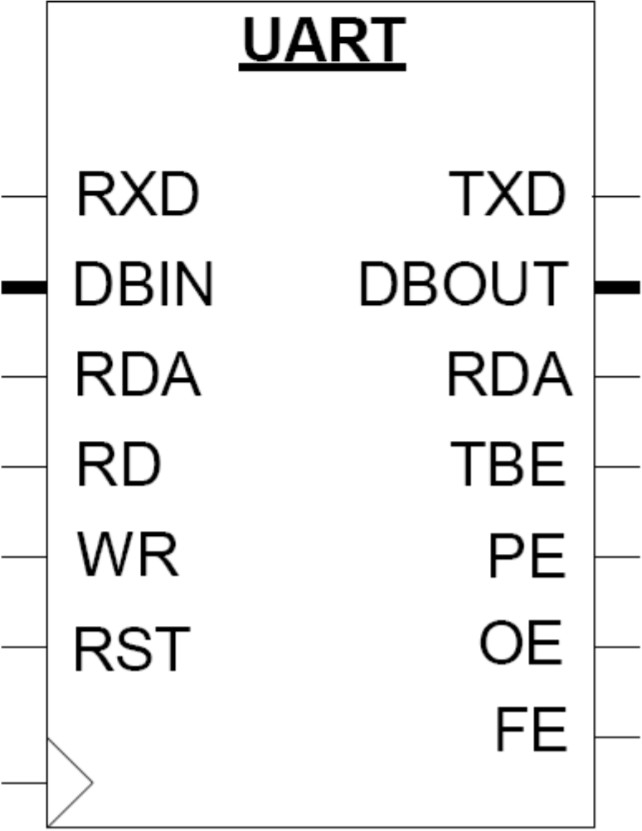 UART
RXD TXD
DBIN DBOUT
RDA RDA
RD TBE
WR PE
RST OE
FE